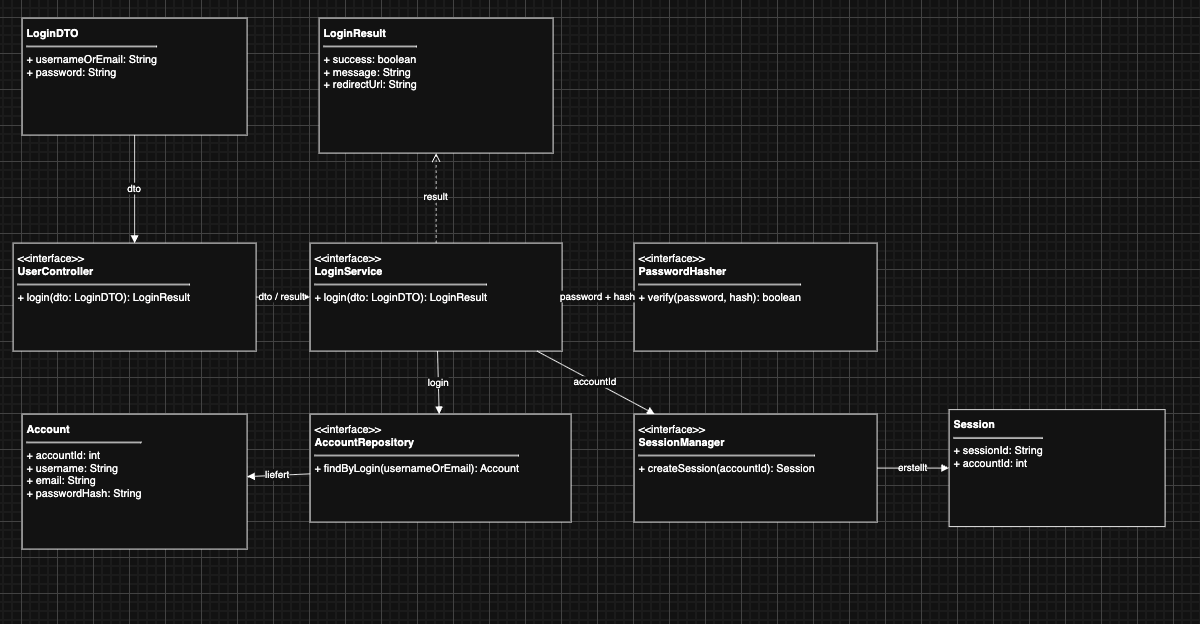 LoginDTO
+ usernameOrEmail: String
+ password: String
LoginResult
+ success: boolean
+ message: String
+ redirectUrl: String
dto
result
<<interface>>
UserController
+ login(dto: LoginDTO): LoginResult
dto / result
<<interface>>
LoginService
+ login(dto: LoginDTO): LoginResult
password + hash
<<interface>>
PasswordHasher
+ verify(password, hash): boolean
login
accountId
Account
+ accountId: int
+ username: String
+ email: String
+ passwordHash: String
liefert
<<interface>>
AccountRepository
+ findByLogin(usernameOrEmail): Account
<<interface>>
SessionManager
+ createSession(accountId): Session
erstellt
Session
+ sessionId: String
+ accountId: int